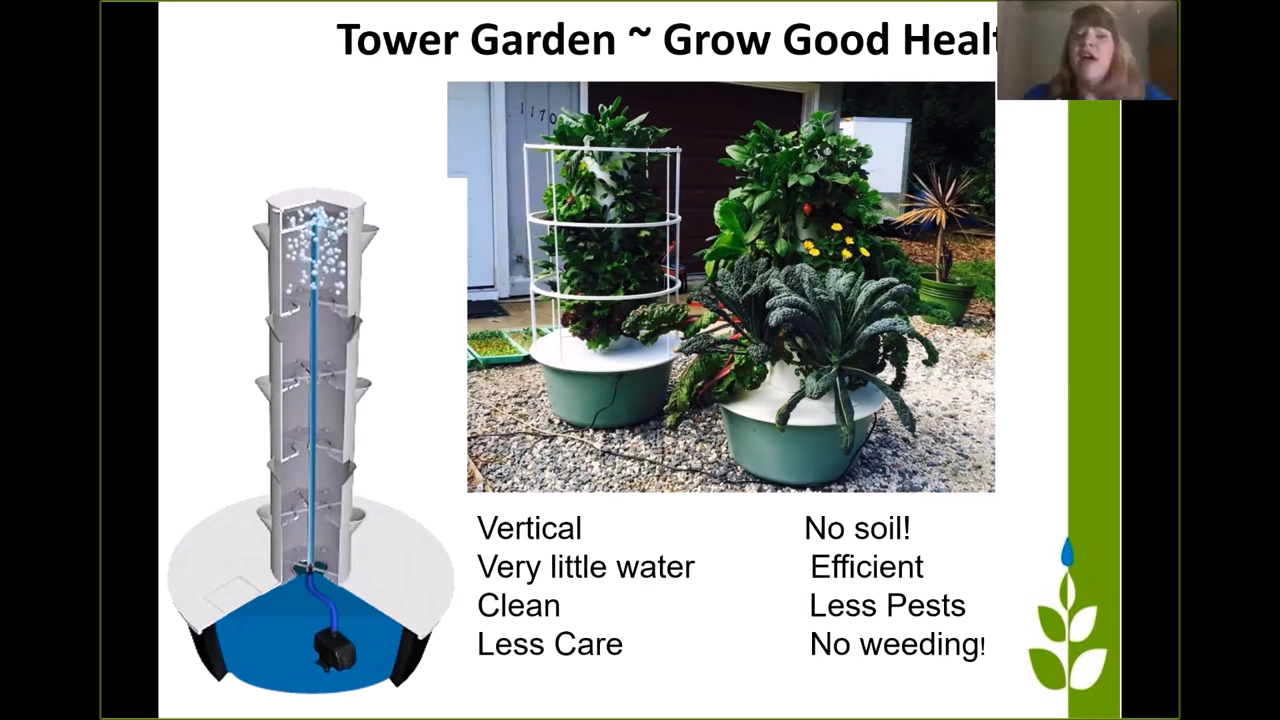 Tower Garden ~ Grow Good Healt
1170
Vertical
No soil!
Very little water
Efficient
Clean
Less Pests
Less Care
No weeding!